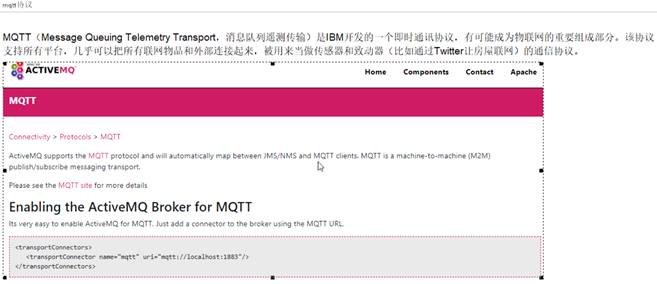 mqtt协议
MQTT（Message Queuing Telemetry Transport，消息队列遥测传输）是IBM开发的一个即时通讯协议，有可能成为物联网的重要组成部分。该协议
支持所有平台，几乎可以把所有联网物品和外部连接起来，被用来当做传感器和致动器（比如通过Twitter让房屋联网）的通信协议。
ACTIVEMQ Home Components Contact Apache
MQTT
Connectivity > Protocols > MQTT
ActiveMQ supports the MQTT protocol and will automatically map between JMS/NMS and MQTT clients. MQTT is a machine-to-machine (M2M)
publish/subscribe messaging transport.
Please see the MQTT site for more details
Enabling the ActiveMQ Broker for MQTT
Its very easy to enable ActiveMQ for MQTT. Just add a connector to the broker using the MQTT URL.
<transportConnectors>
<transportConnector name="mqtt" uri="mqtt://localhost:1883"/>
</transportConnectors>